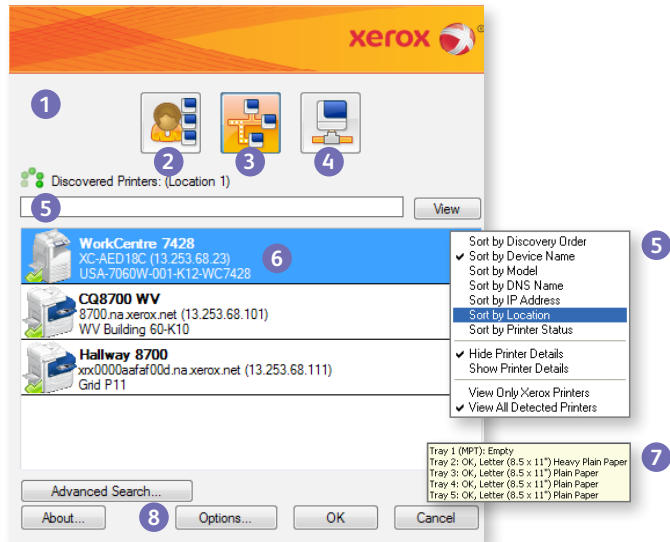 xerox
®
1
2
3
4
Discovered Printers: (Location 1)
5
View
WorkCentre 7428
XC-AED18C (13.253.68.23)
USA-7060W-001-K12-WC7428
6
CQ8700 WV
8700.na.xerox.net (13.253.68.101)
WV Building 60-K10
Hallway 8700
xrx0000aafaf00d.na.xerox.net (13.253.68.111)
Grid P11
Sort by Discovery Order
Sort by Device Name
Sort by Model
Sort by DNS Name
Sort by IP Address
Sort by Location
Sort by Printer Status
Hide Printer Details
Show Printer Details
View Only Xerox Printers
View All Detected Printers
5
Tray 1 (MPT): Empty
Tray 2: OK, Letter (8.5 x 11") Heavy Plain Paper
Tray 3: OK, Letter (8.5 x 11") Plain Paper
Tray 4: OK, Letter (8.5 x 11") Plain Paper
Tray 5: OK, Letter (8.5 x 11") Plain Paper
7
Advanced Search...
About...
8
Options...
OK
Cancel